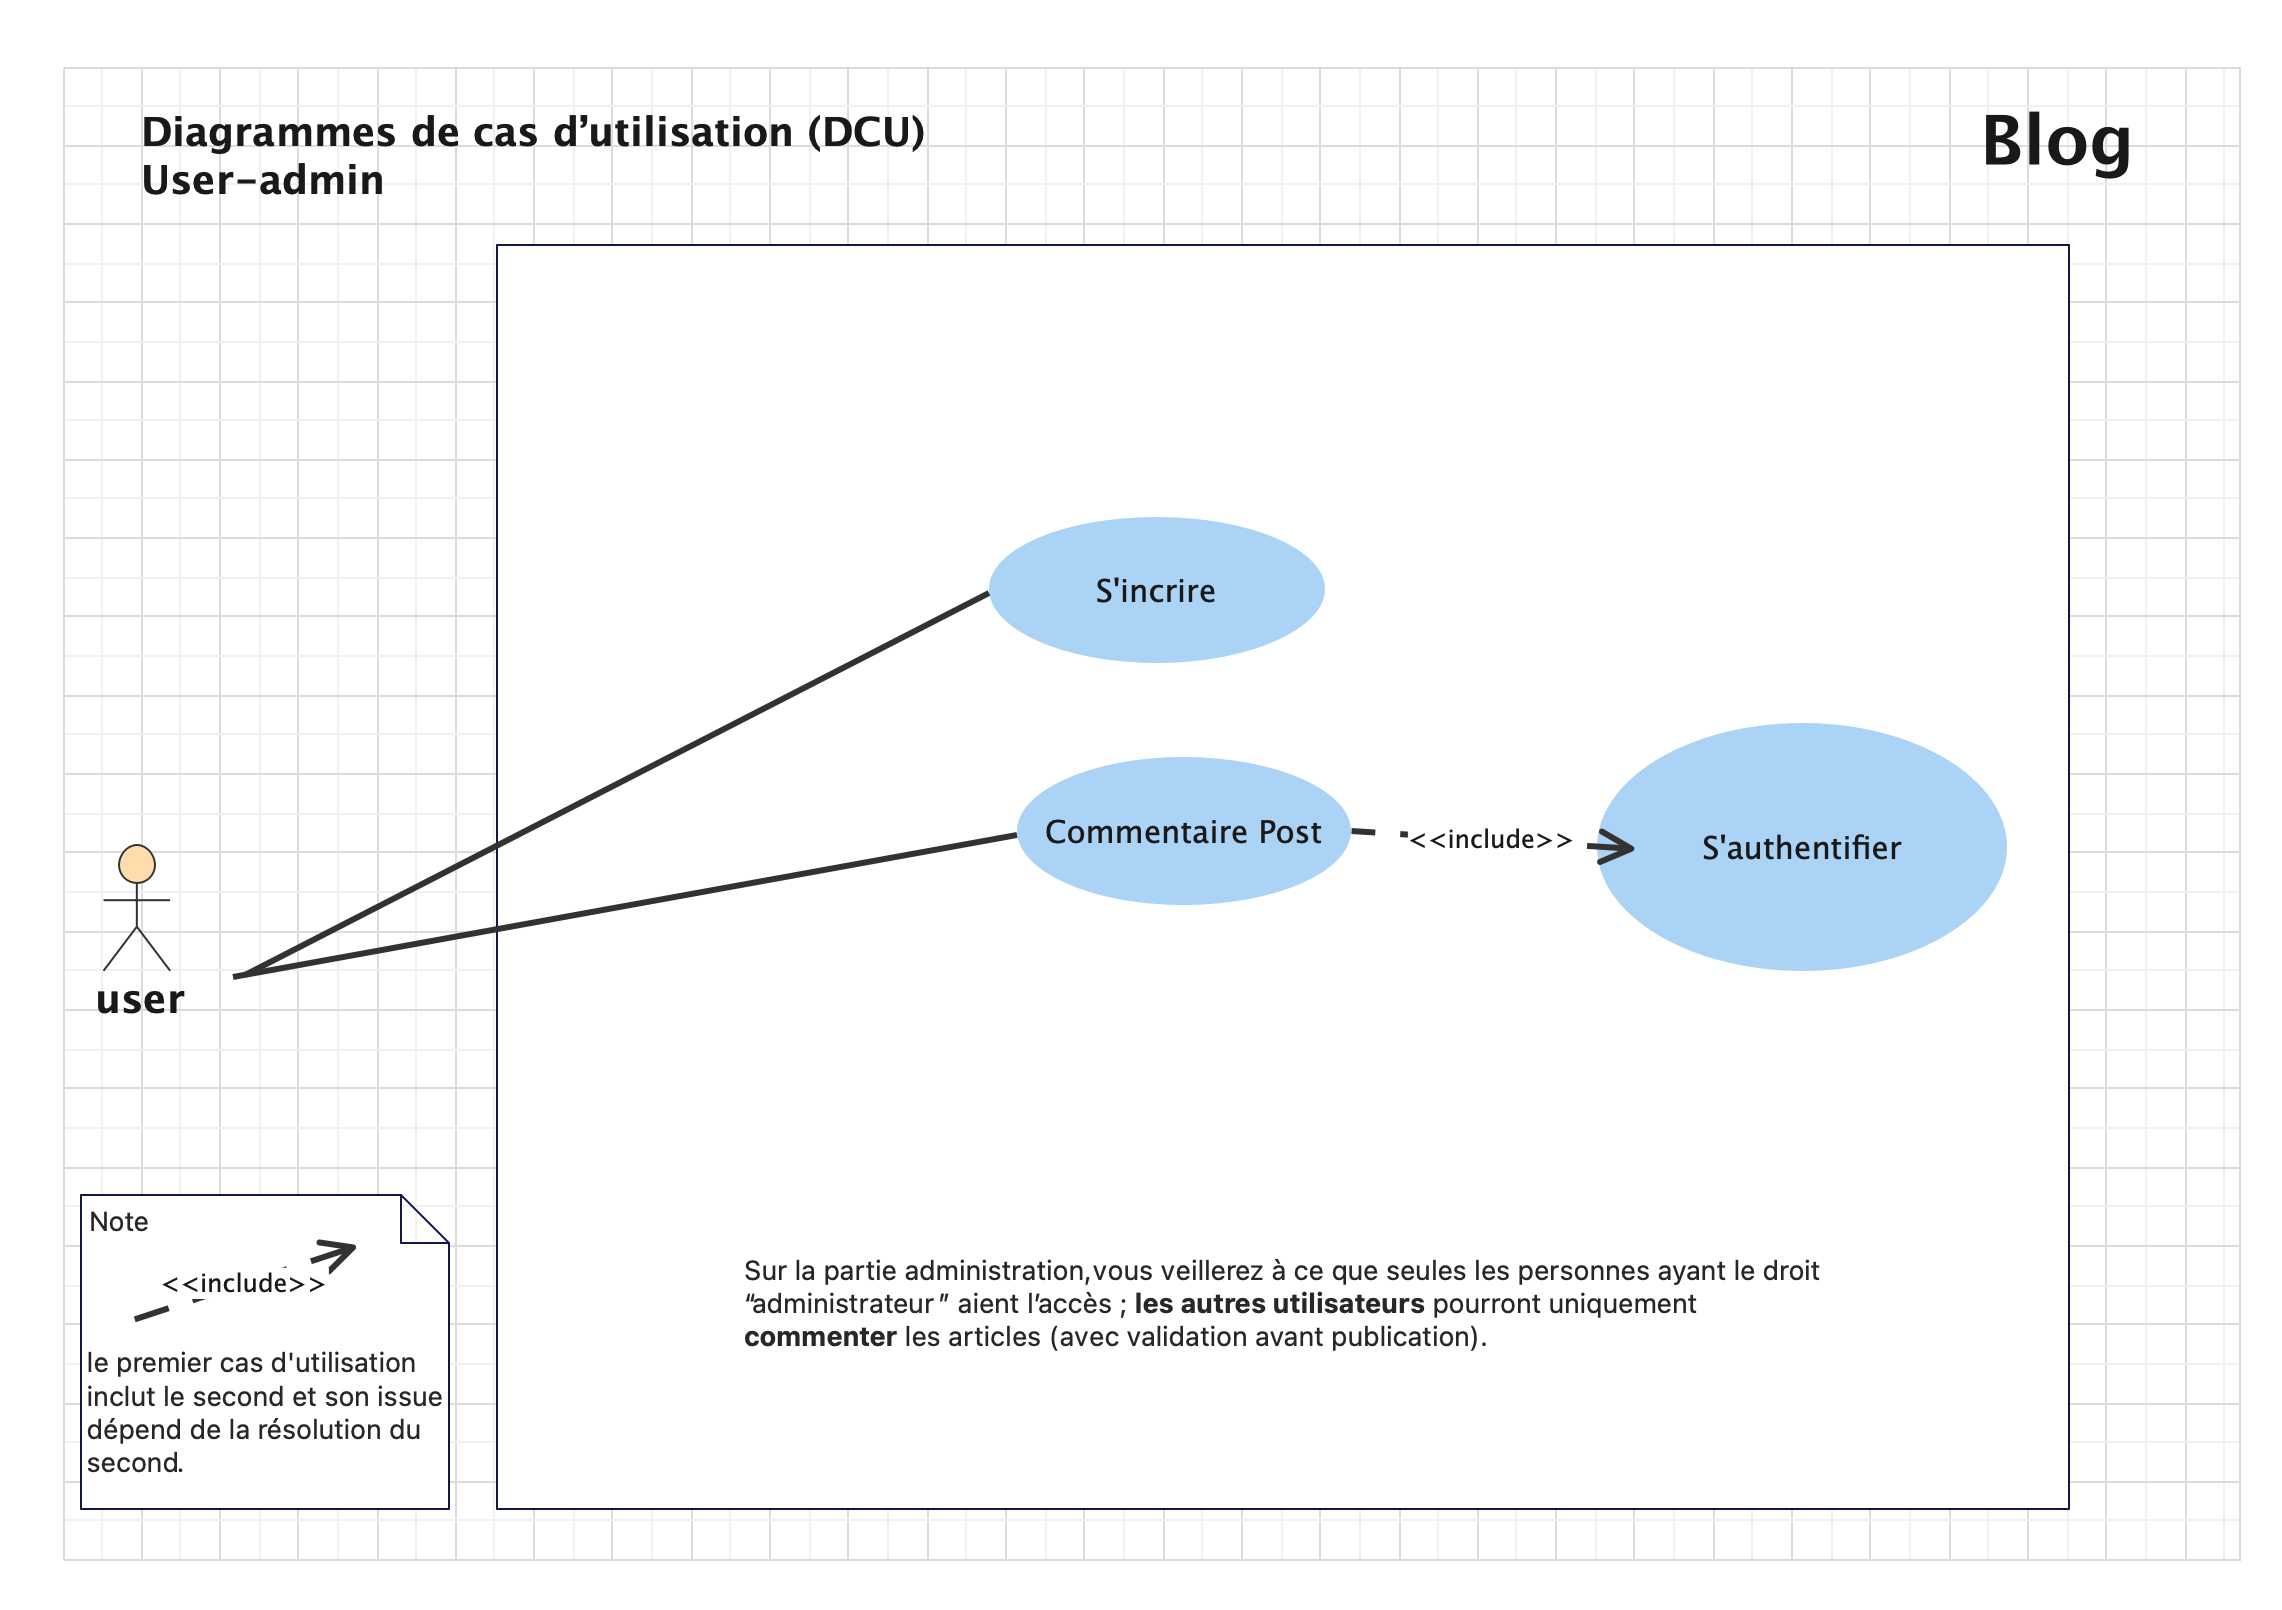 Diagrammes de cas d’utilisation (DCU)
User-admin
Blog
S'incrire
Commentaire Post
<<include>>
S'authentifier
user
Note
<<include>>
le premier cas d'utilisation
inclut le second et son issue
dépend de la résolution du
second.
Sur la partie administration,vous veillerez à ce que seules les personnes ayant le droit
“administrateur” aient l’accès ; les autres utilisateurs pourront uniquement
commenter les articles (avec validation avant publication).